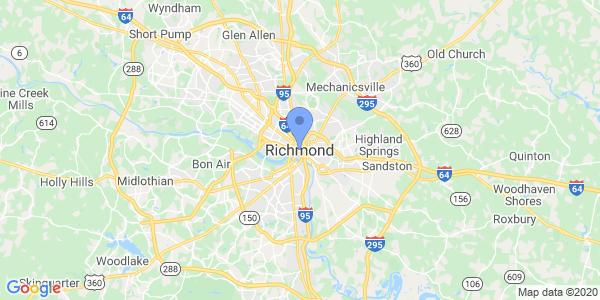 Wyndham
64
Short Pump
Glen Allen
Old Church
360
288
95
Mechanicsville
295
ine Creek
Mills
614
64
628
Richmond
Highland
Springs
Bon Air
Sandston
Quinton
Holly Hills
Midlothian
64
64
Woodhaven
Shores
156
Roxbury
150
95
295
Woodlake
288
360
Skinquarter
Google
10
609
106
Map data ©2020